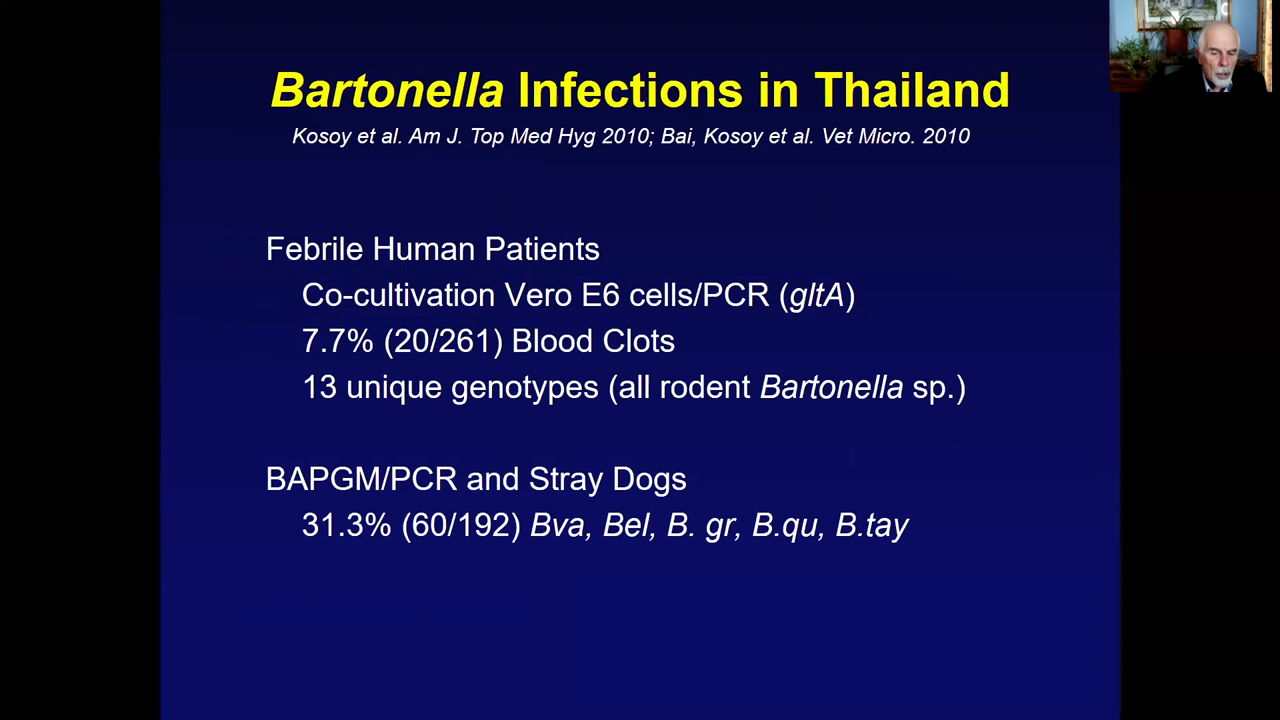 Bartonella Infections in Thailand
Kosoy et al. Am J. Top Med Hyg 2010; Bai, Kosoy et al. Vet Micro. 2010
Febrile Human Patients
Co-cultivation Vero E6 cells/PCR (gltA)
7.7% (20/261) Blood Clots
13 unique genotypes (all rodent Bartonella sp.)
BAPGM/PCR and Stray Dogs
31.3% (60/192) Bva, Bel, B. gr, B.qu, B.tay